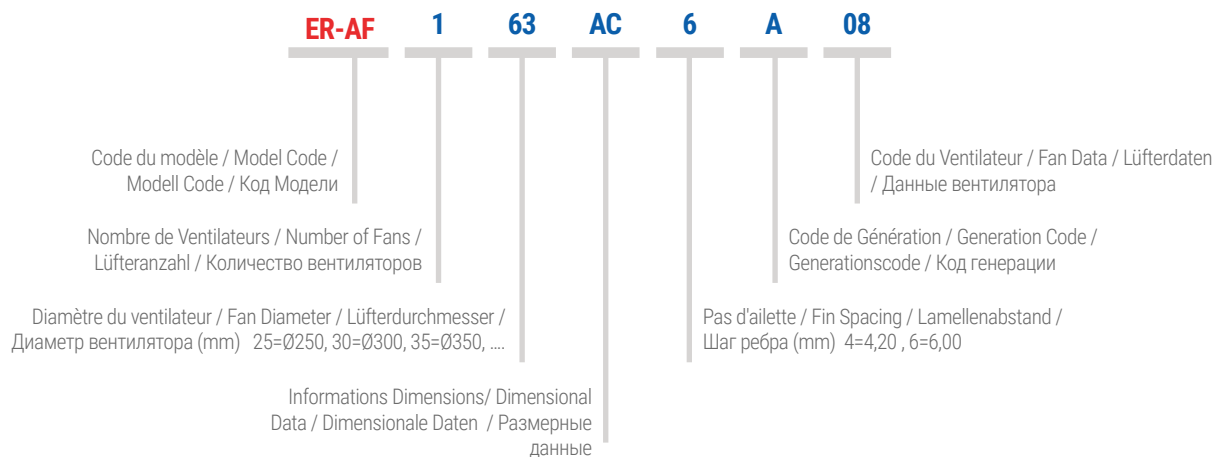 ER-AF 1 63 AC 6 A 08
Code du modèle / Model Code /
Modell Code / Код Модели
Code du Ventilateur / Fan Data / Lüfterdaten
/ Данные вентилятора
Nombre de Ventilateurs / Number of Fans /
Lüfteranzahl / Количество вентиляторов
Code de Génération / Generation Code /
Generationscode / Код генерации
Diamètre du ventilateur / Fan Diameter / Lüfterdurchmesser /
Диаметр вентилятора (mm) 25=Ø250, 30=Ø300, 35=Ø350, ....
Pas d'ailette / Fin Spacing / Lamellenabstand /
Шаг ребра (mm) 4=4,20 , 6=6,00
Informations Dimensions/ Dimensional
Data / Dimensionale Daten / Размерные
данные